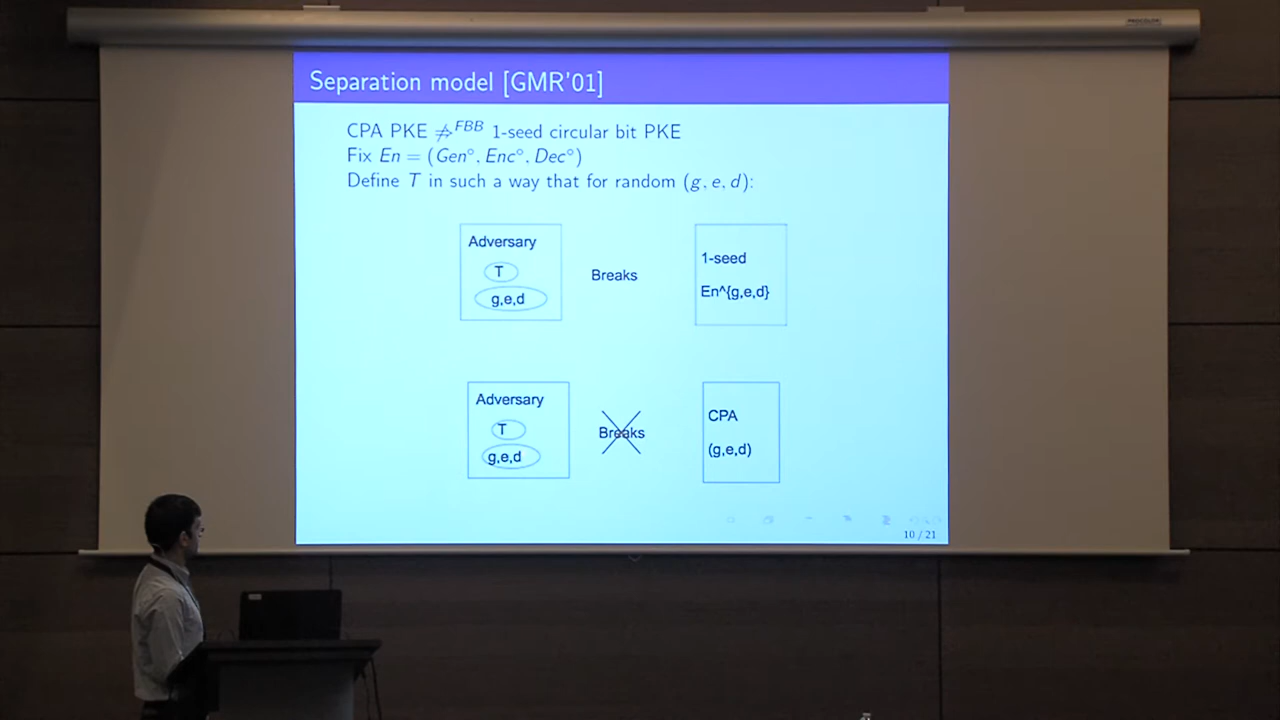 PROCOLOR
Separation model [GMR'01]
CPA PKE ⇏^FBB 1-seed circular bit PKE
Fix En = (Gen°, Enc°, Dec°)
Define T in such a way that for random (g, e, d):
Adversary
T
g,e,d
Breaks
1-seed
En^{g,e,d}
Adversary
T
g,e,d
Breaks
CPA
(g,e,d)
10 / 21